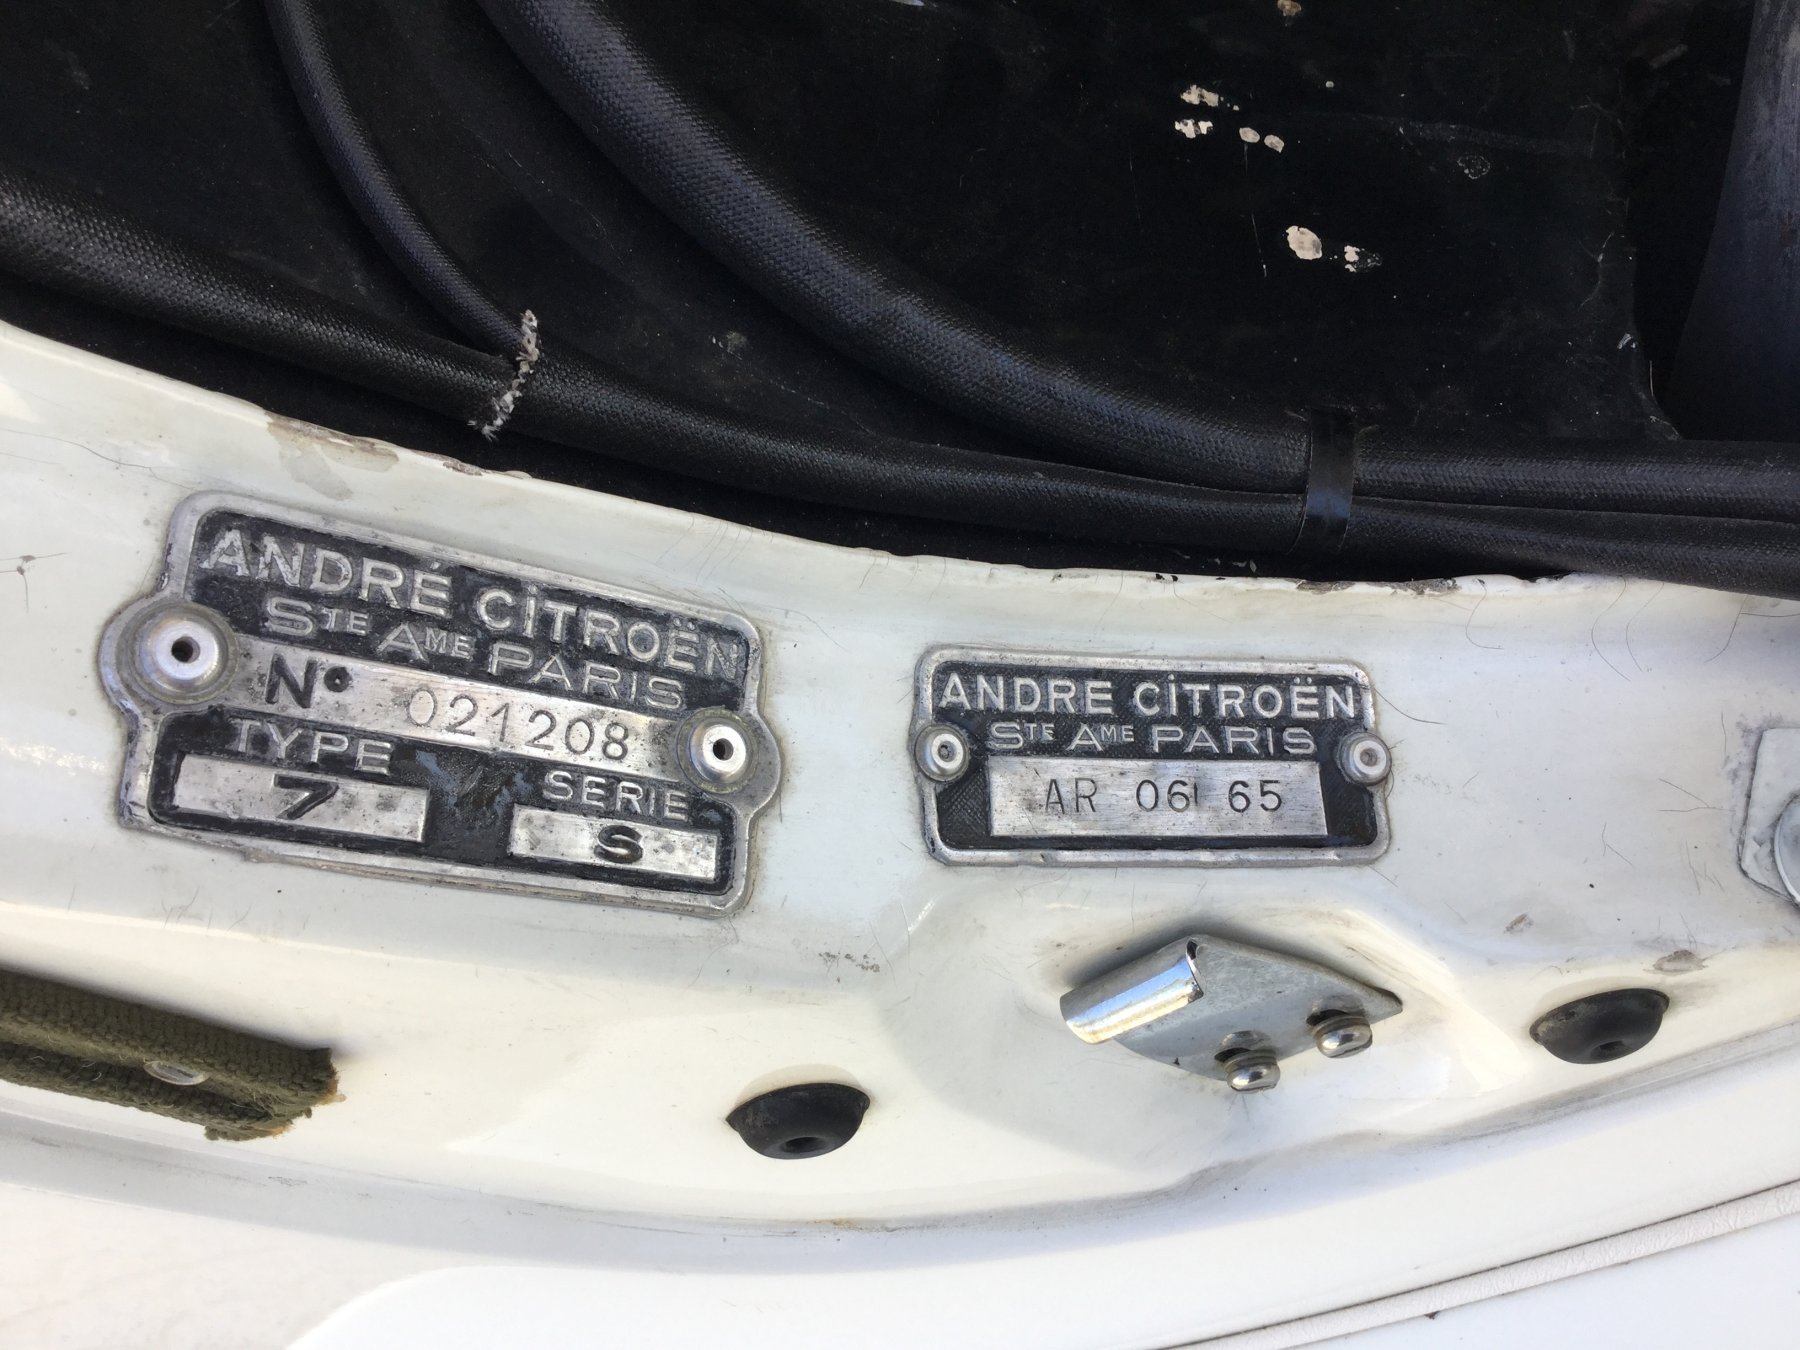 ANDRÉ CiTROËN
STE AME PARIS
N° 021208
TYPE
SERIE
7
S
ANDRE CiTROËN
STE AME PARIS
AR 06 65